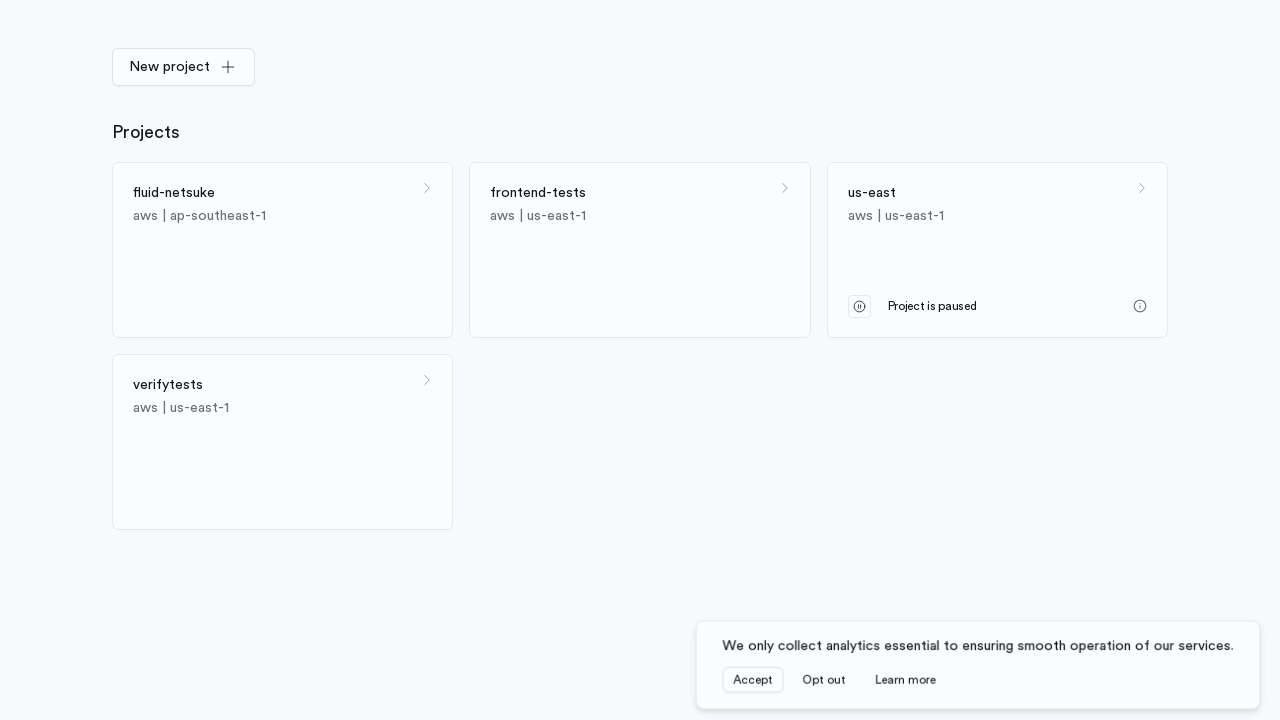 New project
Projects
fluid-netsuke
aws | ap-southeast-1
frontend-tests
aws | us-east-1
us-east
aws | us-east-1
Project is paused
verifytests
aws | us-east-1
We only collect analytics essential to ensuring smooth operation of our services.
Accept Opt out Learn more